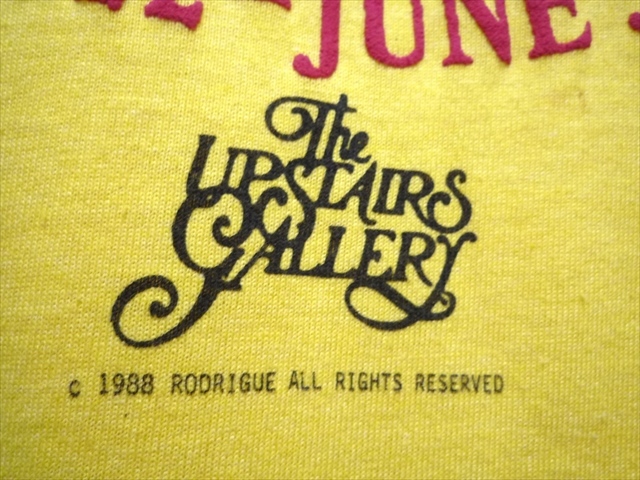 JUNE
The
UPSTAIRS
GALLERY
© 1988 RODRIGUE ALL RIGHTS RESERVED